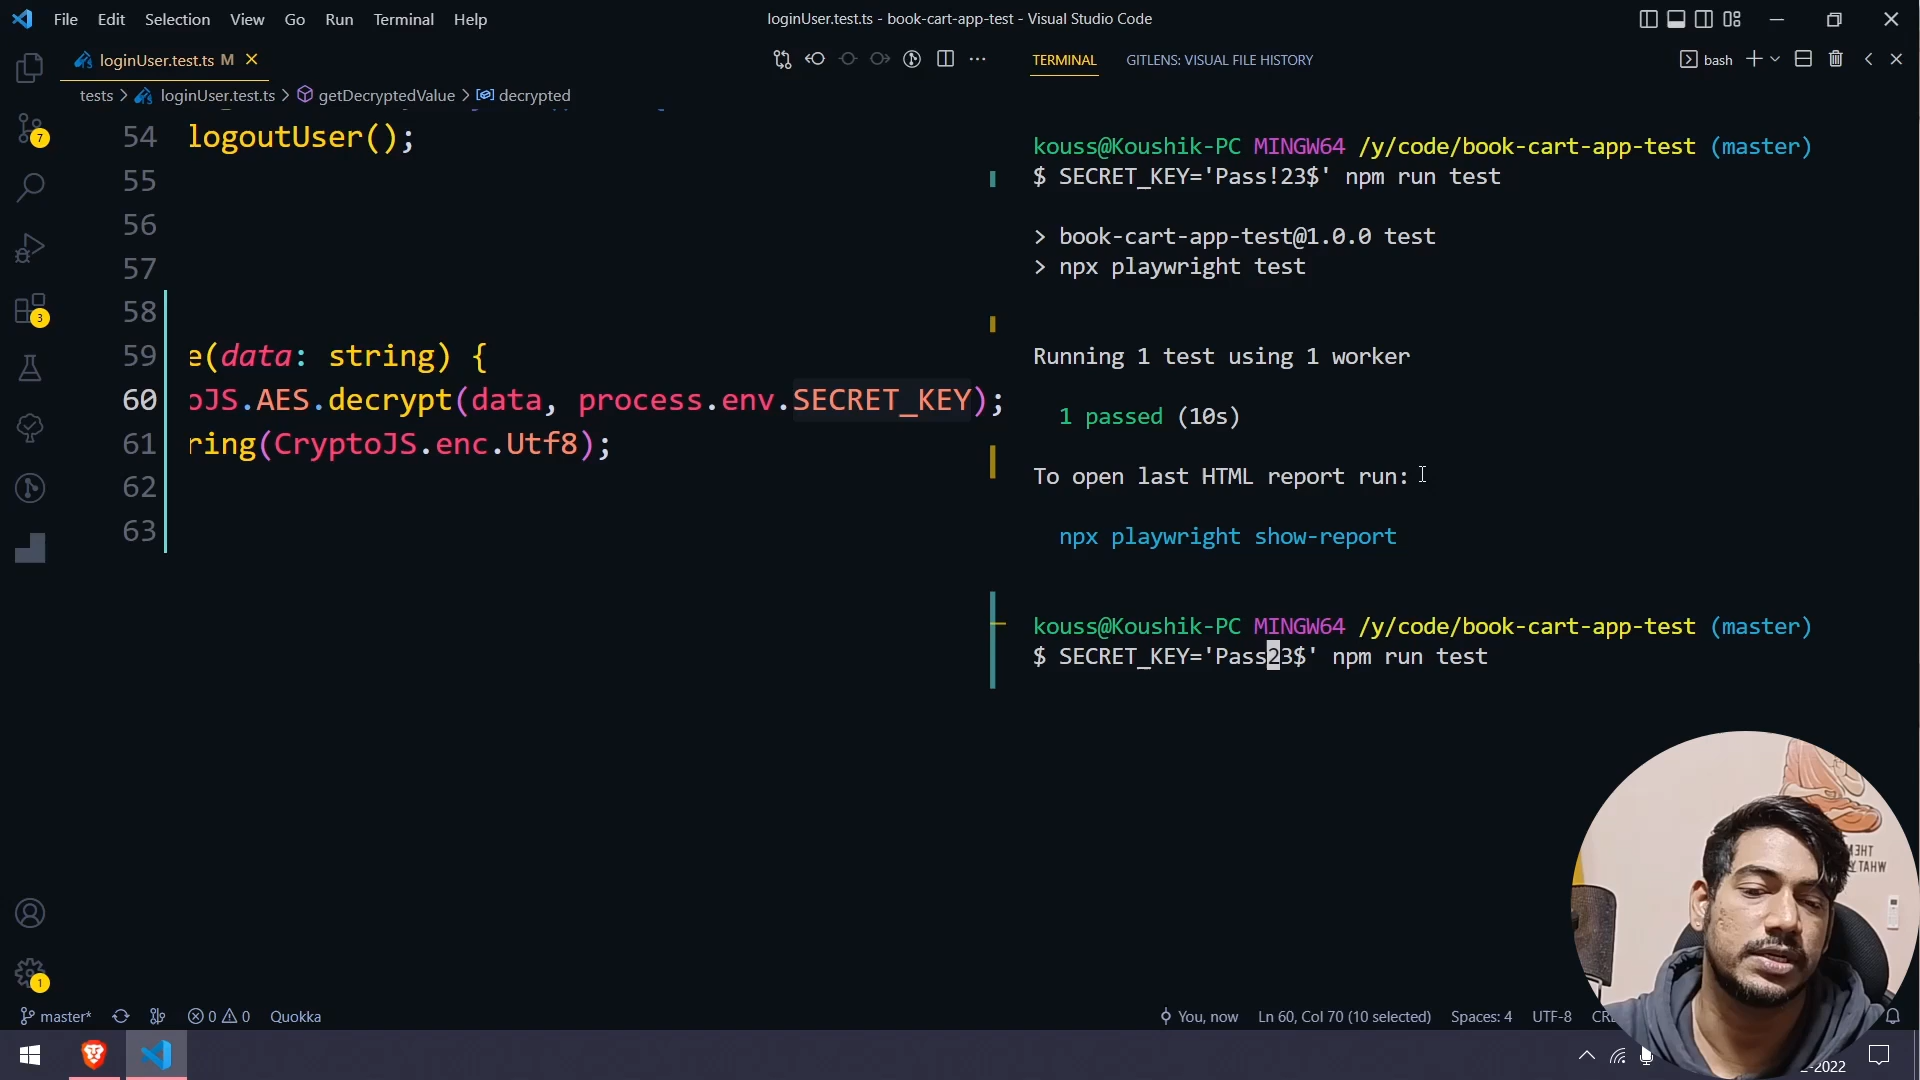 File Edit Selection View Go Run Terminal Help
loginUser.test.ts - book-cart-app-test - Visual Studio Code
loginUser.test.ts M
tests > loginUser.test.ts > getDecryptedValue > decrypted
54 logoutUser();
55
56
57
58
59 e(data: string) {
60 oJS.AES.decrypt(data, process.env.SECRET_KEY);
61 ring(CryptoJS.enc.Utf8);
62
63
7
3
1
TERMINAL GITLENS: VISUAL FILE HISTORY
bash
kouss@Koushik-PC MINGW64 /y/code/book-cart-app-test (master)
$ SECRET_KEY='Pass!23$' npm run test
> book-cart-app-test@1.0.0 test
> npx playwright test
Running 1 test using 1 worker
1 passed (10s)
To open last HTML report run:
npx playwright show-report
kouss@Koushik-PC MINGW64 /y/code/book-cart-app-test (master)
$ SECRET_KEY='Pass23$' npm run test
master* 0 0 Quokka
You, now Ln 60, Col 70 (10 selected) Spaces: 4 UTF-8
-2022